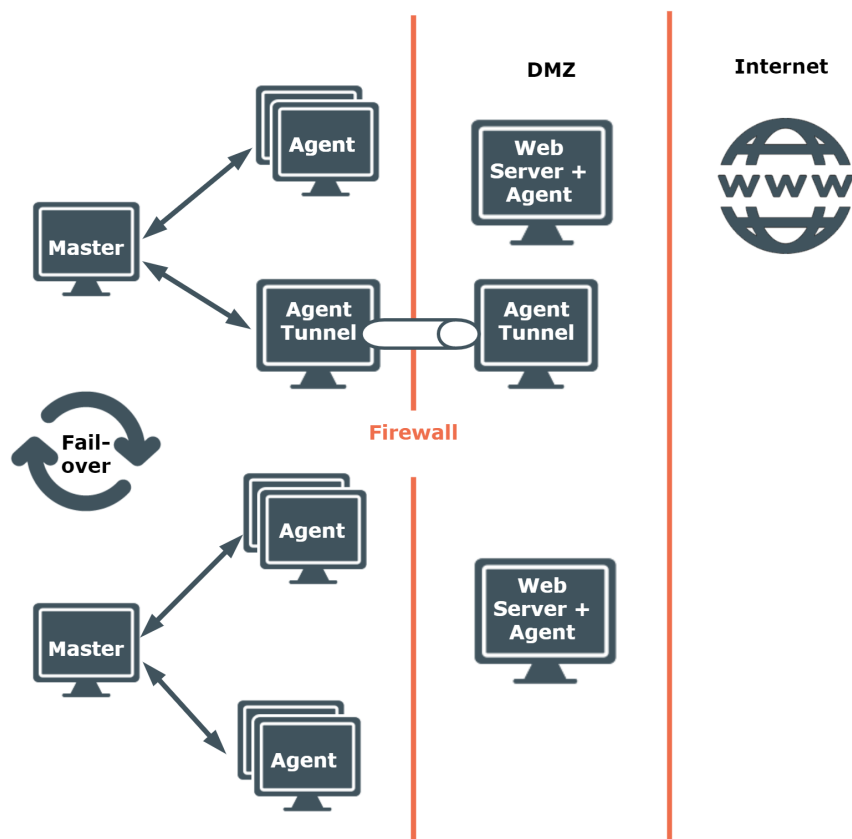 DMZ
Internet
Agent
Web
Server +
Agent
WWW
Master
Agent
Tunnel
Agent
Tunnel
Firewall
Fail-
over
Agent
Web
Server +
Agent
Master
Agent